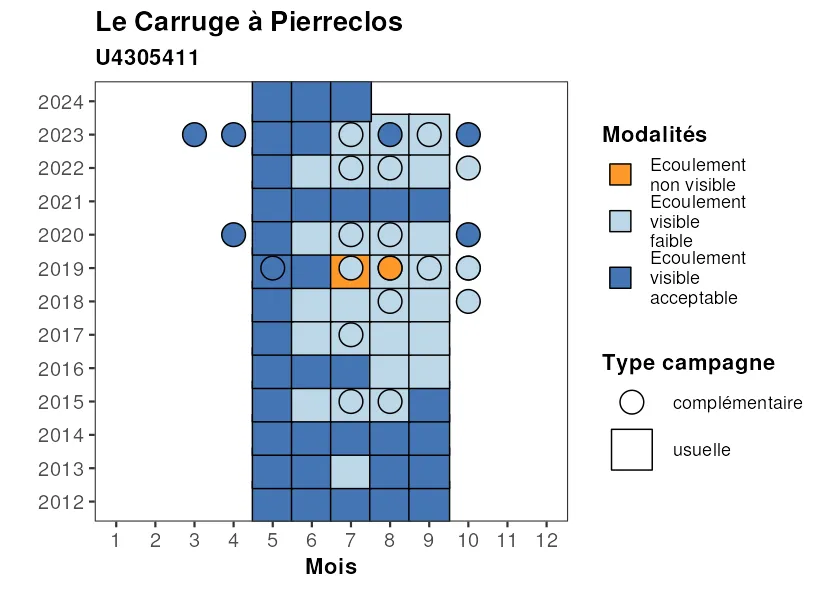 Le Carruge à Pierreclos
U4305411
2024
2023
2022
2021
2020
2019
2018
2017
2016
2015
2014
2013
2012
1 2 3 4 5 6 7 8 9 10 11 12
Mois
Modalités
Ecoulement
non visible
Ecoulement
visible
faible
Ecoulement
visible
acceptable
Type campagne
complémentaire
usuelle